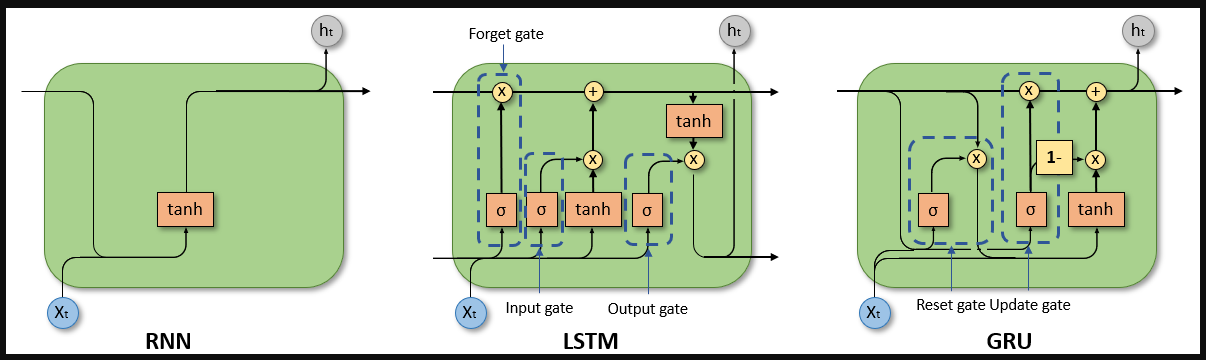 hₜ
tanh
Xₜ
RNN
Forget gate
hₜ
x
+
tanh
x
x
σ
σ
tanh
σ
Input gate
Output gate
Xₜ
LSTM
hₜ
x
+
x
1-
x
σ
σ
tanh
Reset gate
Update gate
Xₜ
GRU